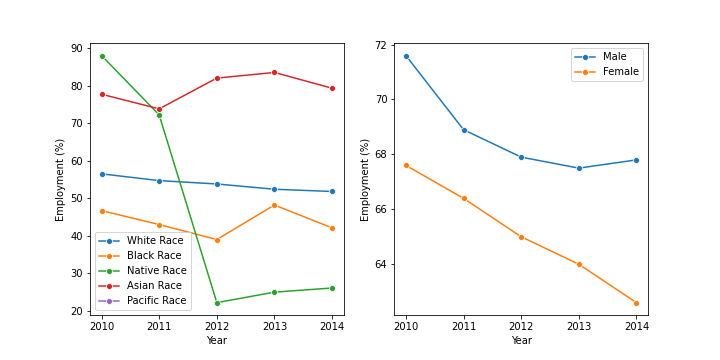 90
80
70
60
50
40
30
20
Employment (%)
White Race
Black Race
Native Race
Asian Race
Pacific Race
2010 2011 2012 2013 2014
Year
72
70
68
66
64
Employment (%)
Male
Female
2010 2011 2012 2013 2014
Year